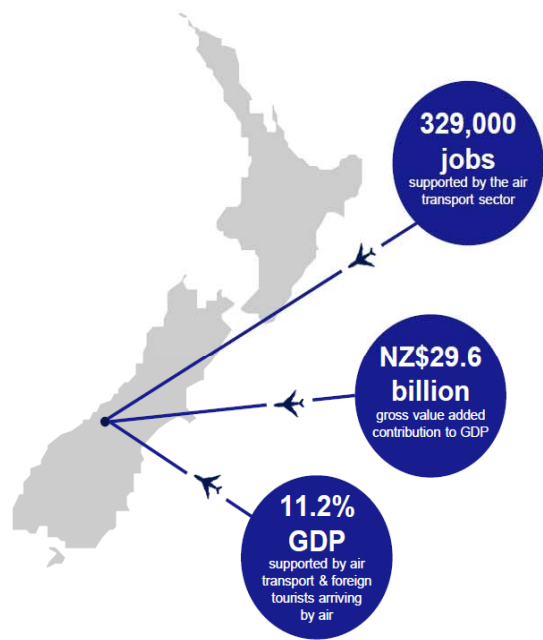 329,000
jobs
supported by the air
transport sector
NZ$29.6
billion
gross value added
contribution to GDP
11.2%
GDP
supported by air
transport & foreign
tourists arriving
by air